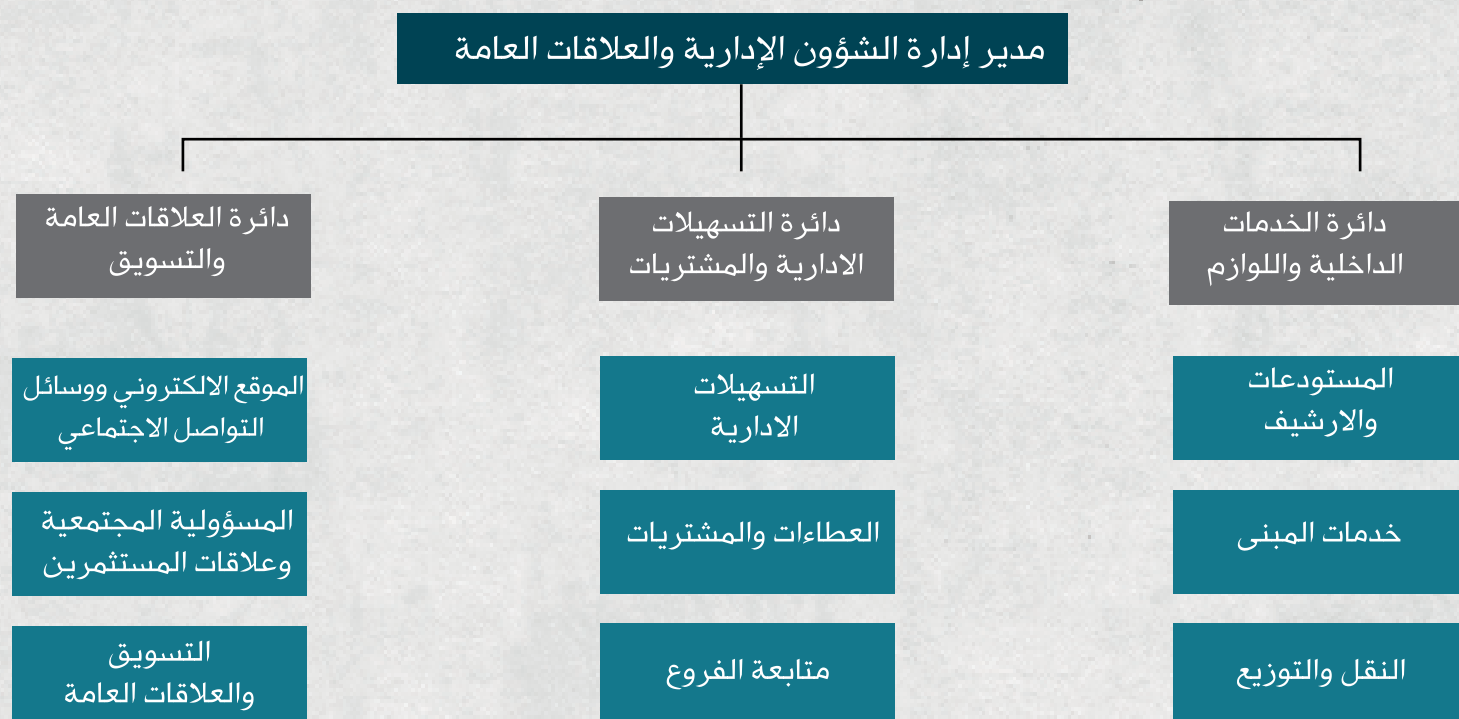 مدير إدارة الشؤون الإدارية والعلاقات العامة
دائرة الخدمات
الداخلية واللوازم
دائرة التسهيلات
الادارية والمشتريات
دائرة العلاقات العامة
والتسويق
المستودعات
والارشيف
التسهيلات
الادارية
الموقع الالكتروني ووسائل
التواصل الاجتماعي
خدمات المبنى
العطاءات والمشتريات
المسؤولية المجتمعية
وعلاقات المستثمرين
النقل والتوزيع
متابعة الفروع
التسويق
والعلاقات العامة